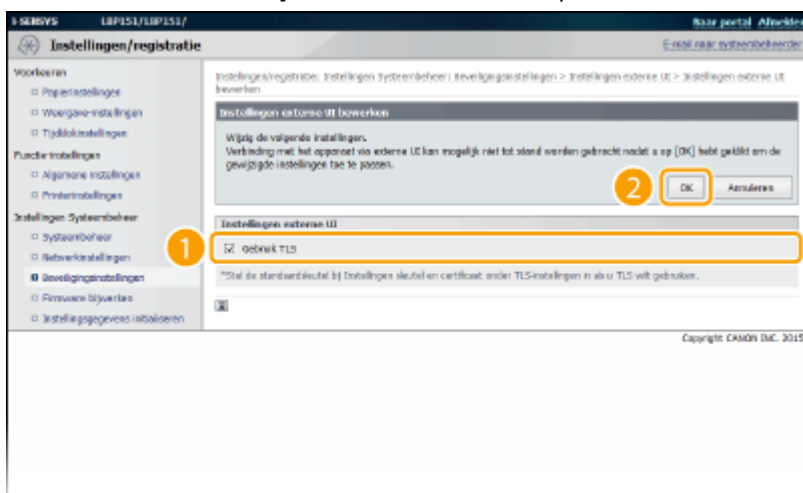 i-SENSYS LBP151/LBP151/
Naar portal Afmelden
Instellingen/registratie
E-mail naar systeembeheerder
Voorkeuren
Papierinstellingen
Weergave-instellingen
Tijdklokinstellingen
Functie-instellingen
Algemene instellingen
Printerinstellingen
Instellingen Systeembeheer
Systeembeheer
Netwerkinstellingen
Beveiligingsinstellingen
Firmware bijwerken
Instellingsgegevens initialiseren
Instellingen/registratie: Instellingen Systeembeheer: Beveiligingsinstellingen > Instellingen externe UI > Instellingen externe UI
bewerken
Instellingen externe UI bewerken
Wijzig de volgende instellingen.
Verbinding met het apparaat via externe UI kan mogelijk niet tot stand worden gebracht nadat u op [OK] hebt geklikt om de
gewijzigde instellingen toe te passen.
2
OK Annuleren
Instellingen externe UI
1
Gebruik TLS
*Stel de standaardsleutel bij Instellingen sleutel en certificaat onder TLS-instellingen in als u TLS wilt gebruiken.
Copyright CANON INC. 2015